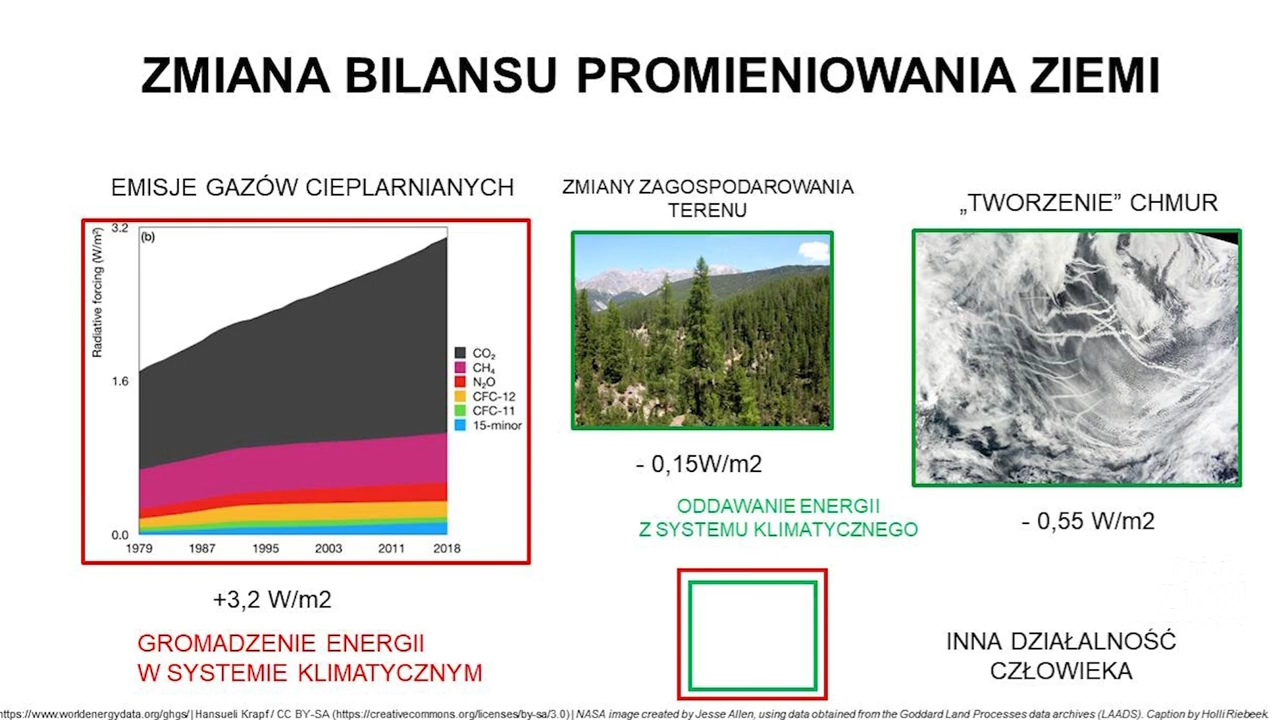 ZMIANA BILANSU PROMIENIOWANIA ZIEMI
EMISJE GAZÓW CIEPLARNIANYCH
3.2
(b)
Radiative forcing (W/m²)
1.6
0.0
1979 1987 1995 2003 2011 2018
CO₂
CH₄
N₂O
CFC-12
CFC-11
15-minor
+3,2 W/m2
GROMADZENIE ENERGII
W SYSTEMIE KLIMATYCZNYM
ZMIANY ZAGOSPODAROWANIA
TERENU
- 0,15W/m2
ODDAWANIE ENERGII
Z SYSTEMU KLIMATYCZNEGO
„TWORZENIE” CHMUR
- 0,55 W/m2
INNA DZIAŁALNOŚĆ
CZŁOWIEKA
https://www.worldenergydata.org/ghgs/ | Hansueli Krapf / CC BY-SA (https://creativecommons.org/licenses/by-sa/3.0) | NASA image created by Jesse Allen, using data obtained from the Goddard Land Processes data archives (LAADS). Caption by Holli Riebeek